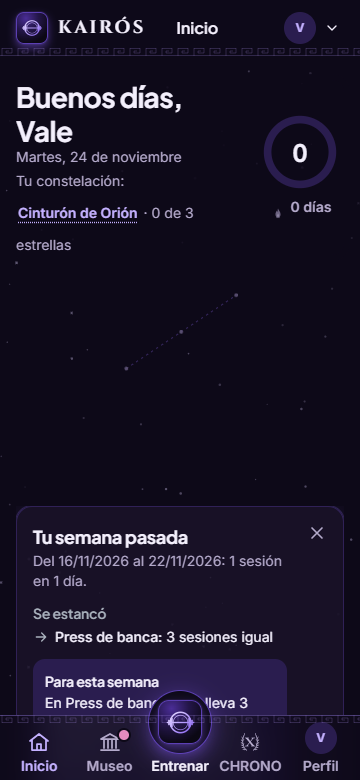 KAIRÓS
Inicio
V
Buenos días,
Vale
Martes, 24 de noviembre
Tu constelación:
Cinturón de Orión · 0 de 3
estrellas
0
0 días
Tu semana pasada
Del 16/11/2026 al 22/11/2026: 1 sesión
en 1 día.
Se estancó
→ Press de banca: 3 sesiones igual
Para esta semana
En Press de lleva 3
Inicio
Museo
Entrenar
CHRONO
V
Perfil